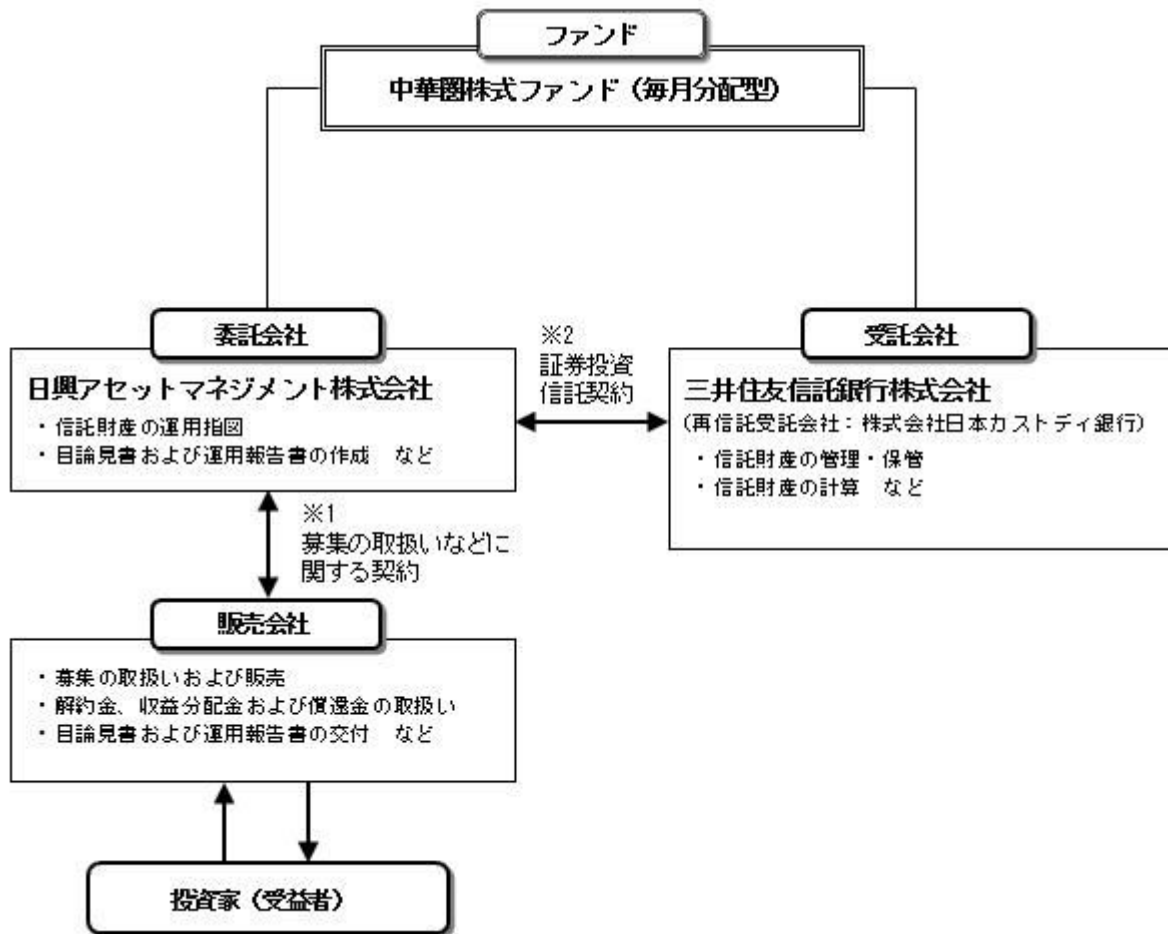 ファンド
中華圏株式ファンド（毎月分配型）
委託会社
日興アセットマネジメント株式会社
・信託財産の運用指図
・目論見書および運用報告書の作成　など
※2
証券投資
信託契約
受託会社
三井住友信託銀行株式会社
(再信託受託会社：株式会社日本カストディ銀行)
・信託財産の管理・保管
・信託財産の計算　など
※1
募集の取扱いなどに
関する契約
販売会社
・募集の取扱いおよび販売
・解約金、収益分配金および償還金の取扱い
・目論見書および運用報告書の交付　など
投資家（受益者）